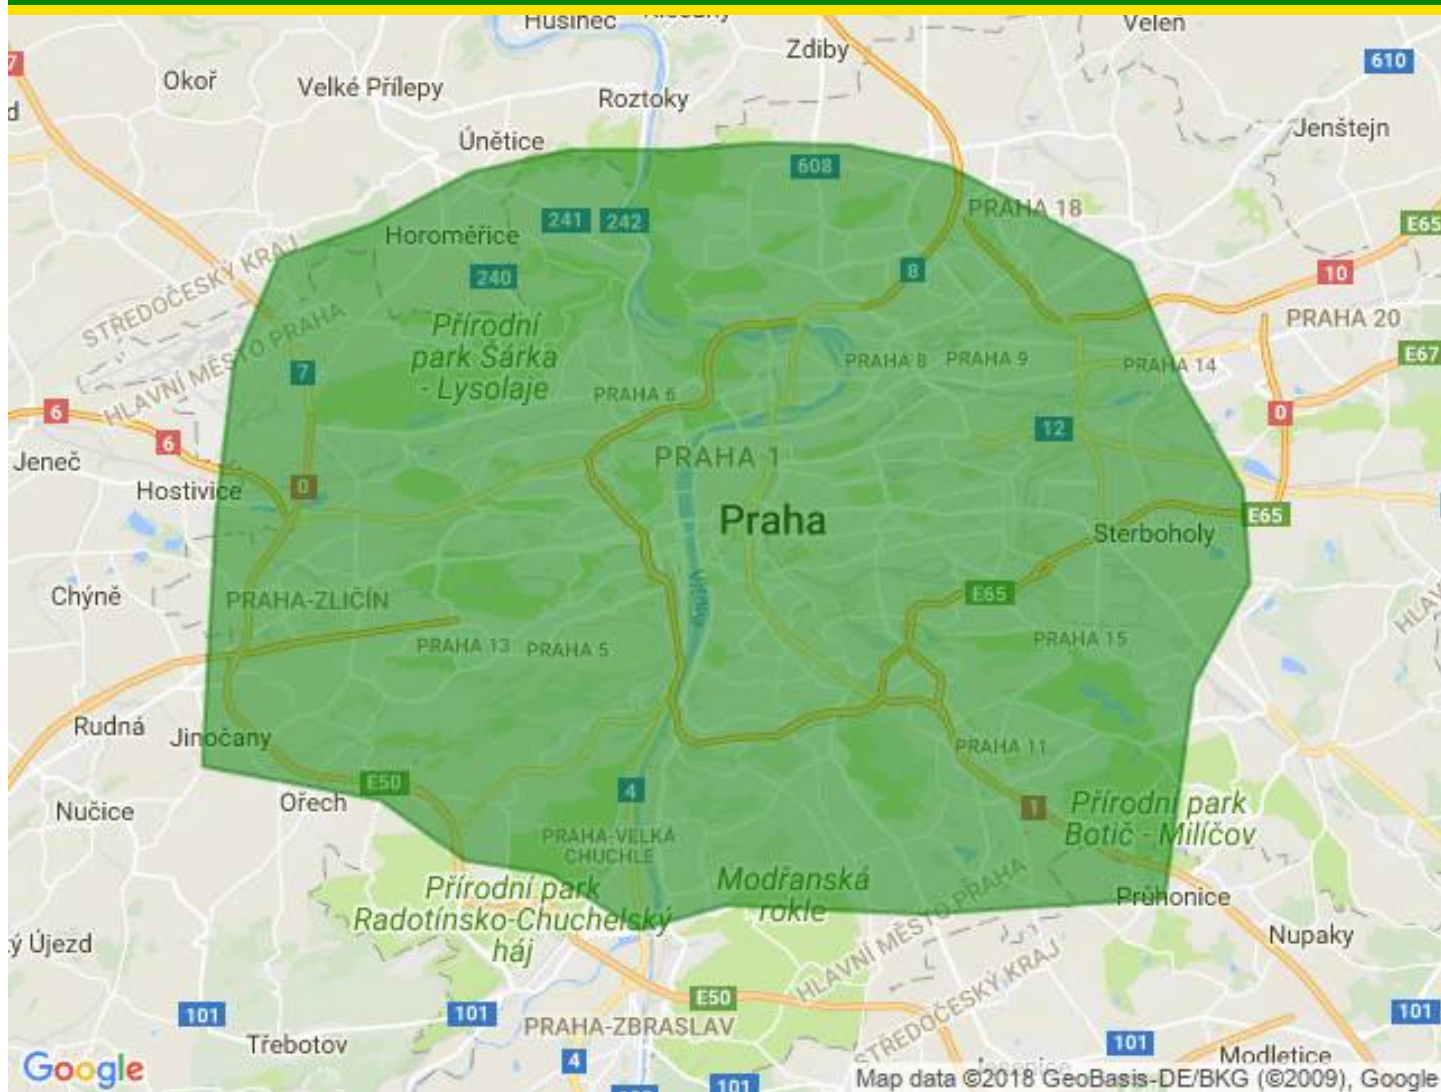 Husinec
Veleň
Zdiby
610
7
Okoř
Velké Přílepy
Roztoky
Jenštejn
Únětice
608
PRAHA 18
241
242
E65
Horoměřice
8
10
240
STŘEDOČESKÝ KRAJ
HLAVNÍ MĚSTO PRAHA
PRAHA 20
Přírodní
park Šárka
- Lysolaje
PRAHA 8
PRAHA 9
E67
PRAHA 14
7
PRAHA 6
6
0
6
12
PRAHA 1
Jeneč
Hostivice
0
Praha
E65
Sterboholy
Chýně
PRAHA-ZLIČÍN
Vltava
E65
PRAHA 13
PRAHA 5
PRAHA 15
Rudná
Jinočany
PRAHA 11
E50
4
Ořech
Nučice
1
Přírodní park
Botič - Milíčov
PRAHA-VELKÁ
CHUCHLE
Přírodní park
Radotínsko-Chuchelský
háj
Modřanská
rokle
Průhonice
HLAVNÍ MĚSTO PRAHA
STŘEDOČESKÝ KRAJ
ý Újezd
Nupaky
E50
101
101
PRAHA-ZBRASLAV
101
Třebotov
101
Modletice
4
101
Google
Map data ©2018 GeoBasis-DE/BKG (©2009), Google